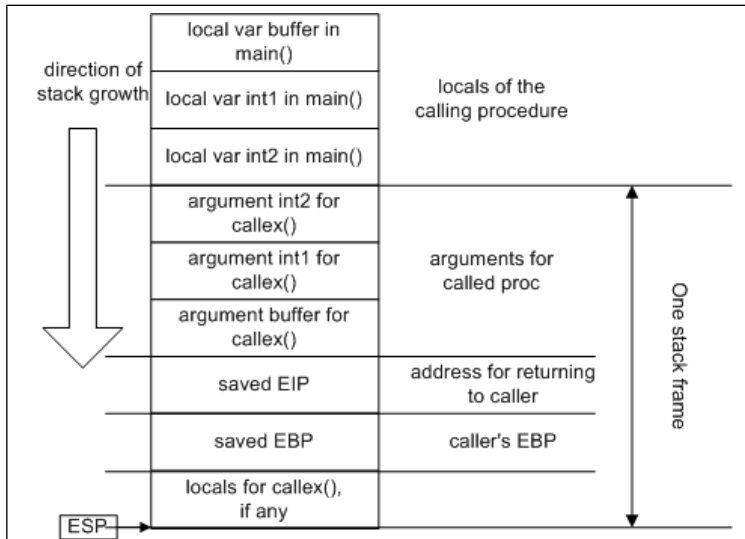 local var buffer in
main()
direction of
stack growth
local var int1 in main()
locals of the
calling procedure
local var int2 in main()
argument int2 for
callex()
argument int1 for
callex()
arguments for
called proc
argument buffer for
callex()
One stack frame
saved EIP
address for returning
to caller
saved EBP
caller's EBP
locals for callex(),
if any
ESP